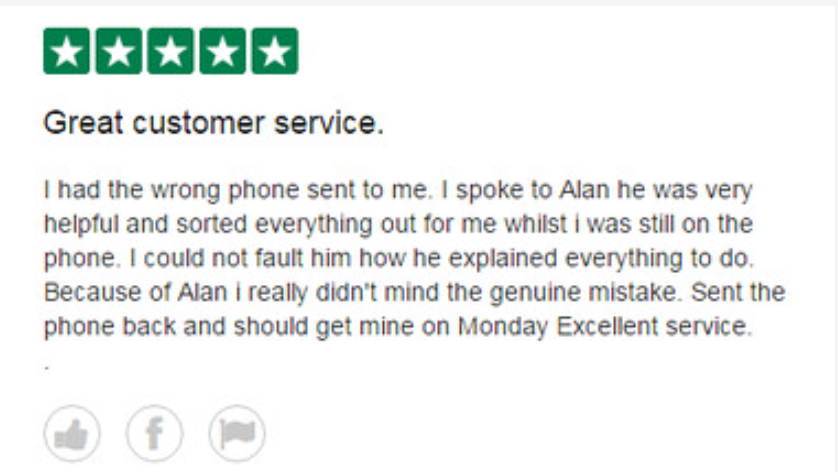 Great customer service.
I had the wrong phone sent to me. I spoke to Alan he was very
helpful and sorted everything out for me whilst i was still on the
phone. I could not fault him how he explained everything to do.
Because of Alan i really didn't mind the genuine mistake. Sent the
phone back and should get mine on Monday Excellent service.
.
f